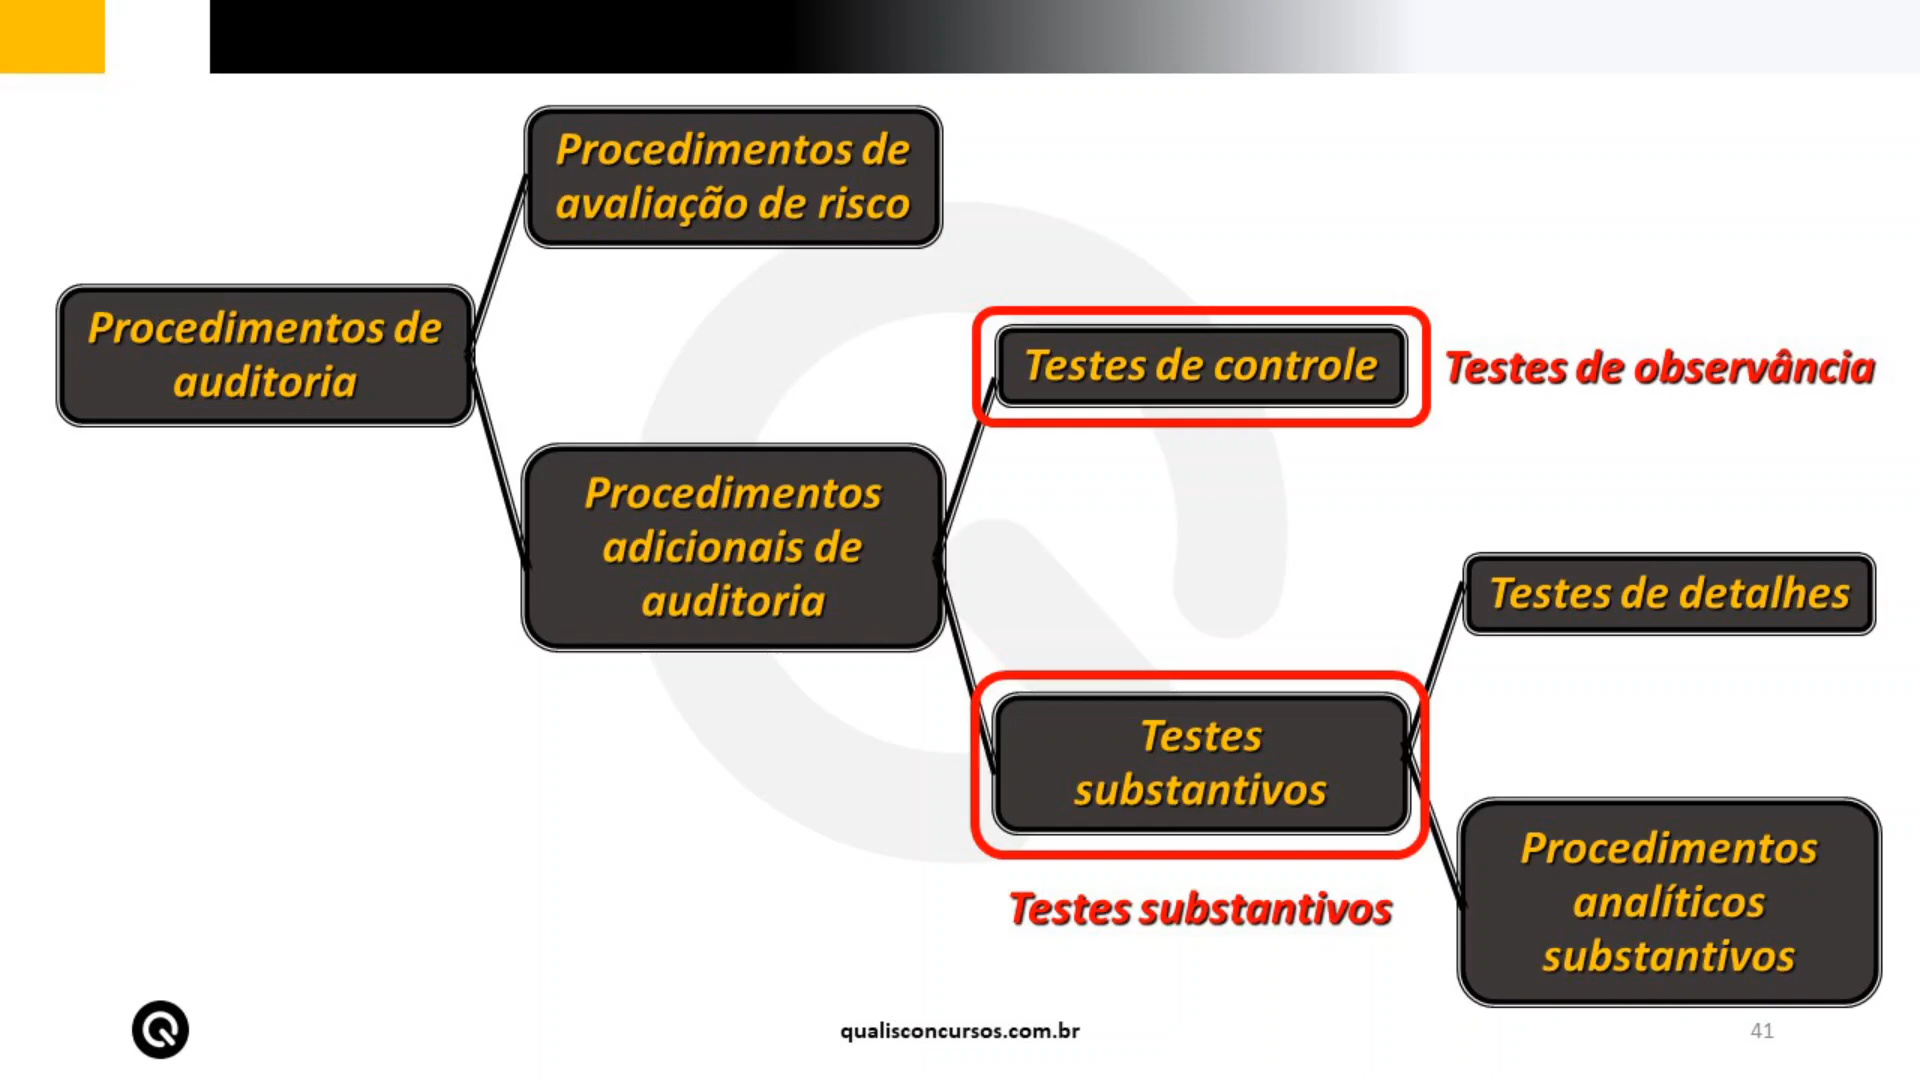 Procedimentos de
avaliação de risco
Procedimentos de
auditoria
Testes de controle
Testes de observância
Procedimentos
adicionais de
auditoria
Testes de detalhes
Testes
substantivos
Testes substantivos
Procedimentos
analíticos
substantivos
qualisconcursos.com.br
41